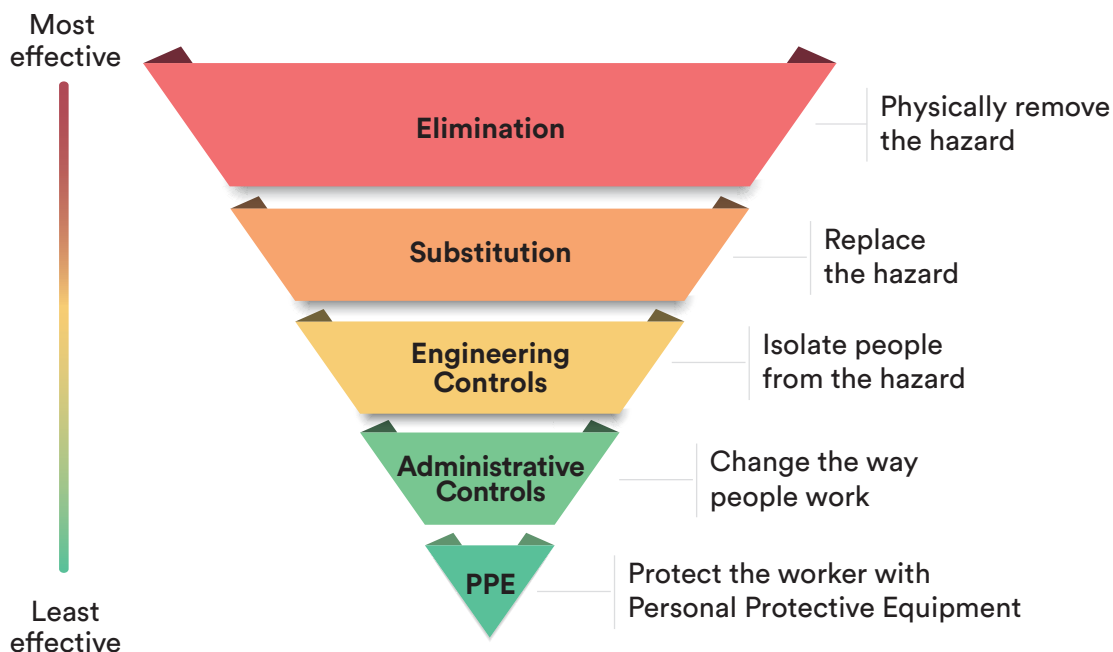 Most
effective
Elimination
Physically remove
the hazard
Substitution
Replace
the hazard
Engineering
Controls
Isolate people
from the hazard
Administrative
Controls
Change the way
people work
PPE
Protect the worker with
Personal Protective Equipment
Least
effective